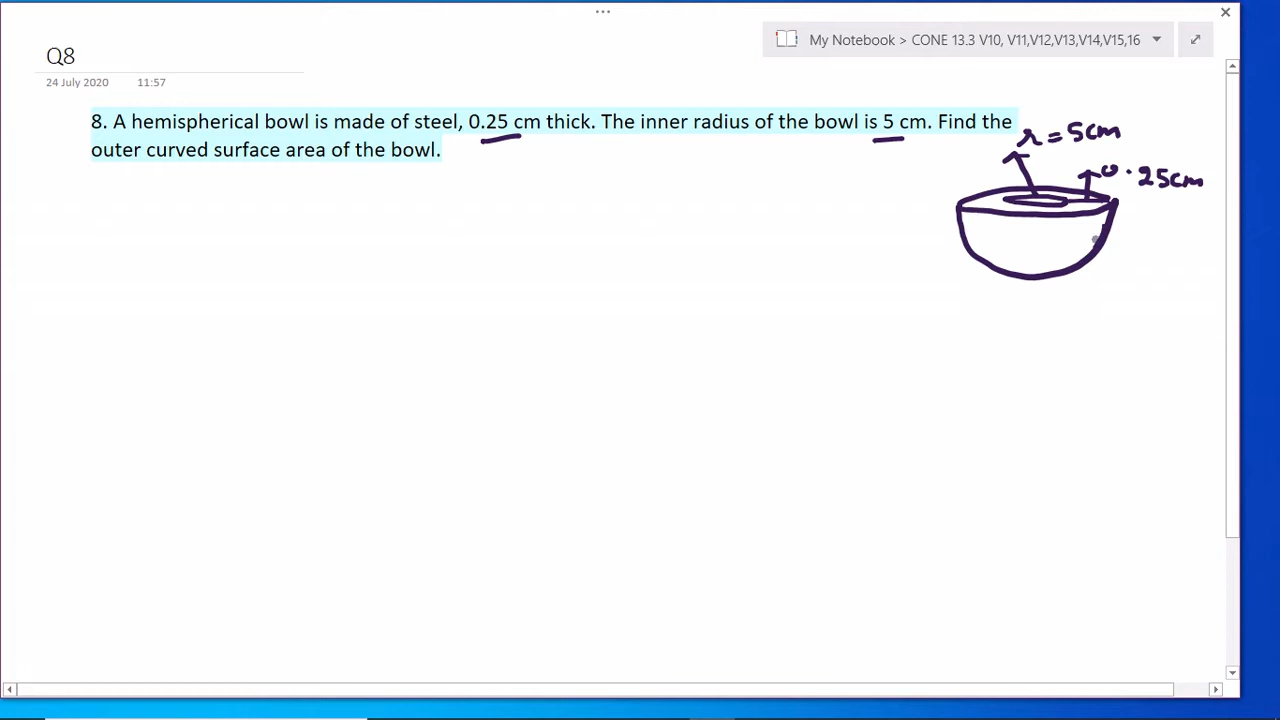 My Notebook > CONE 13.3 V10, V11,V12,V13,V14,V15,16
Q8
24 July 2020 11:57
8. A hemispherical bowl is made of steel, 0.25 cm thick. The inner radius of the bowl is 5 cm. Find the
outer curved surface area of the bowl.
r = 5cm
0.25cm